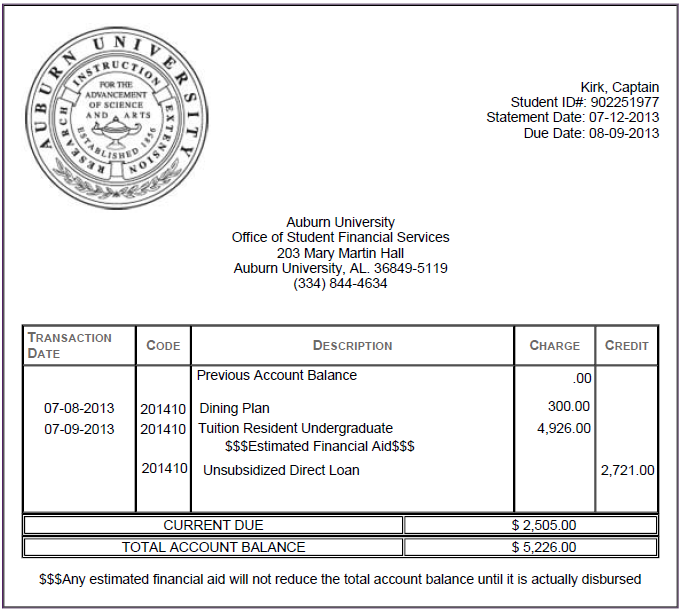 AUBURN UNIVERSITY
INSTRUCTION
EXTENSION
RESEARCH
FOR THE
ADVANCEMENT
OF SCIENCE
AND ARTS
ESTABLISHED 1856
Kirk, Captain
Student ID#: 902251977
Statement Date: 07-12-2013
Due Date: 08-09-2013
Auburn University
Office of Student Financial Services
203 Mary Martin Hall
Auburn University, AL. 36849-5119
(334) 844-4634
TRANSACTION DATE CODE DESCRIPTION CHARGE CREDIT
Previous Account Balance .00
07-08-2013 201410 Dining Plan 300.00
07-09-2013 201410 Tuition Resident Undergraduate 4,926.00
$$$Estimated Financial Aid$$$
201410 Unsubsidized Direct Loan 2,721.00
CURRENT DUE $ 2,505.00
TOTAL ACCOUNT BALANCE $ 5,226.00
$$$Any estimated financial aid will not reduce the total account balance until it is actually disbursed